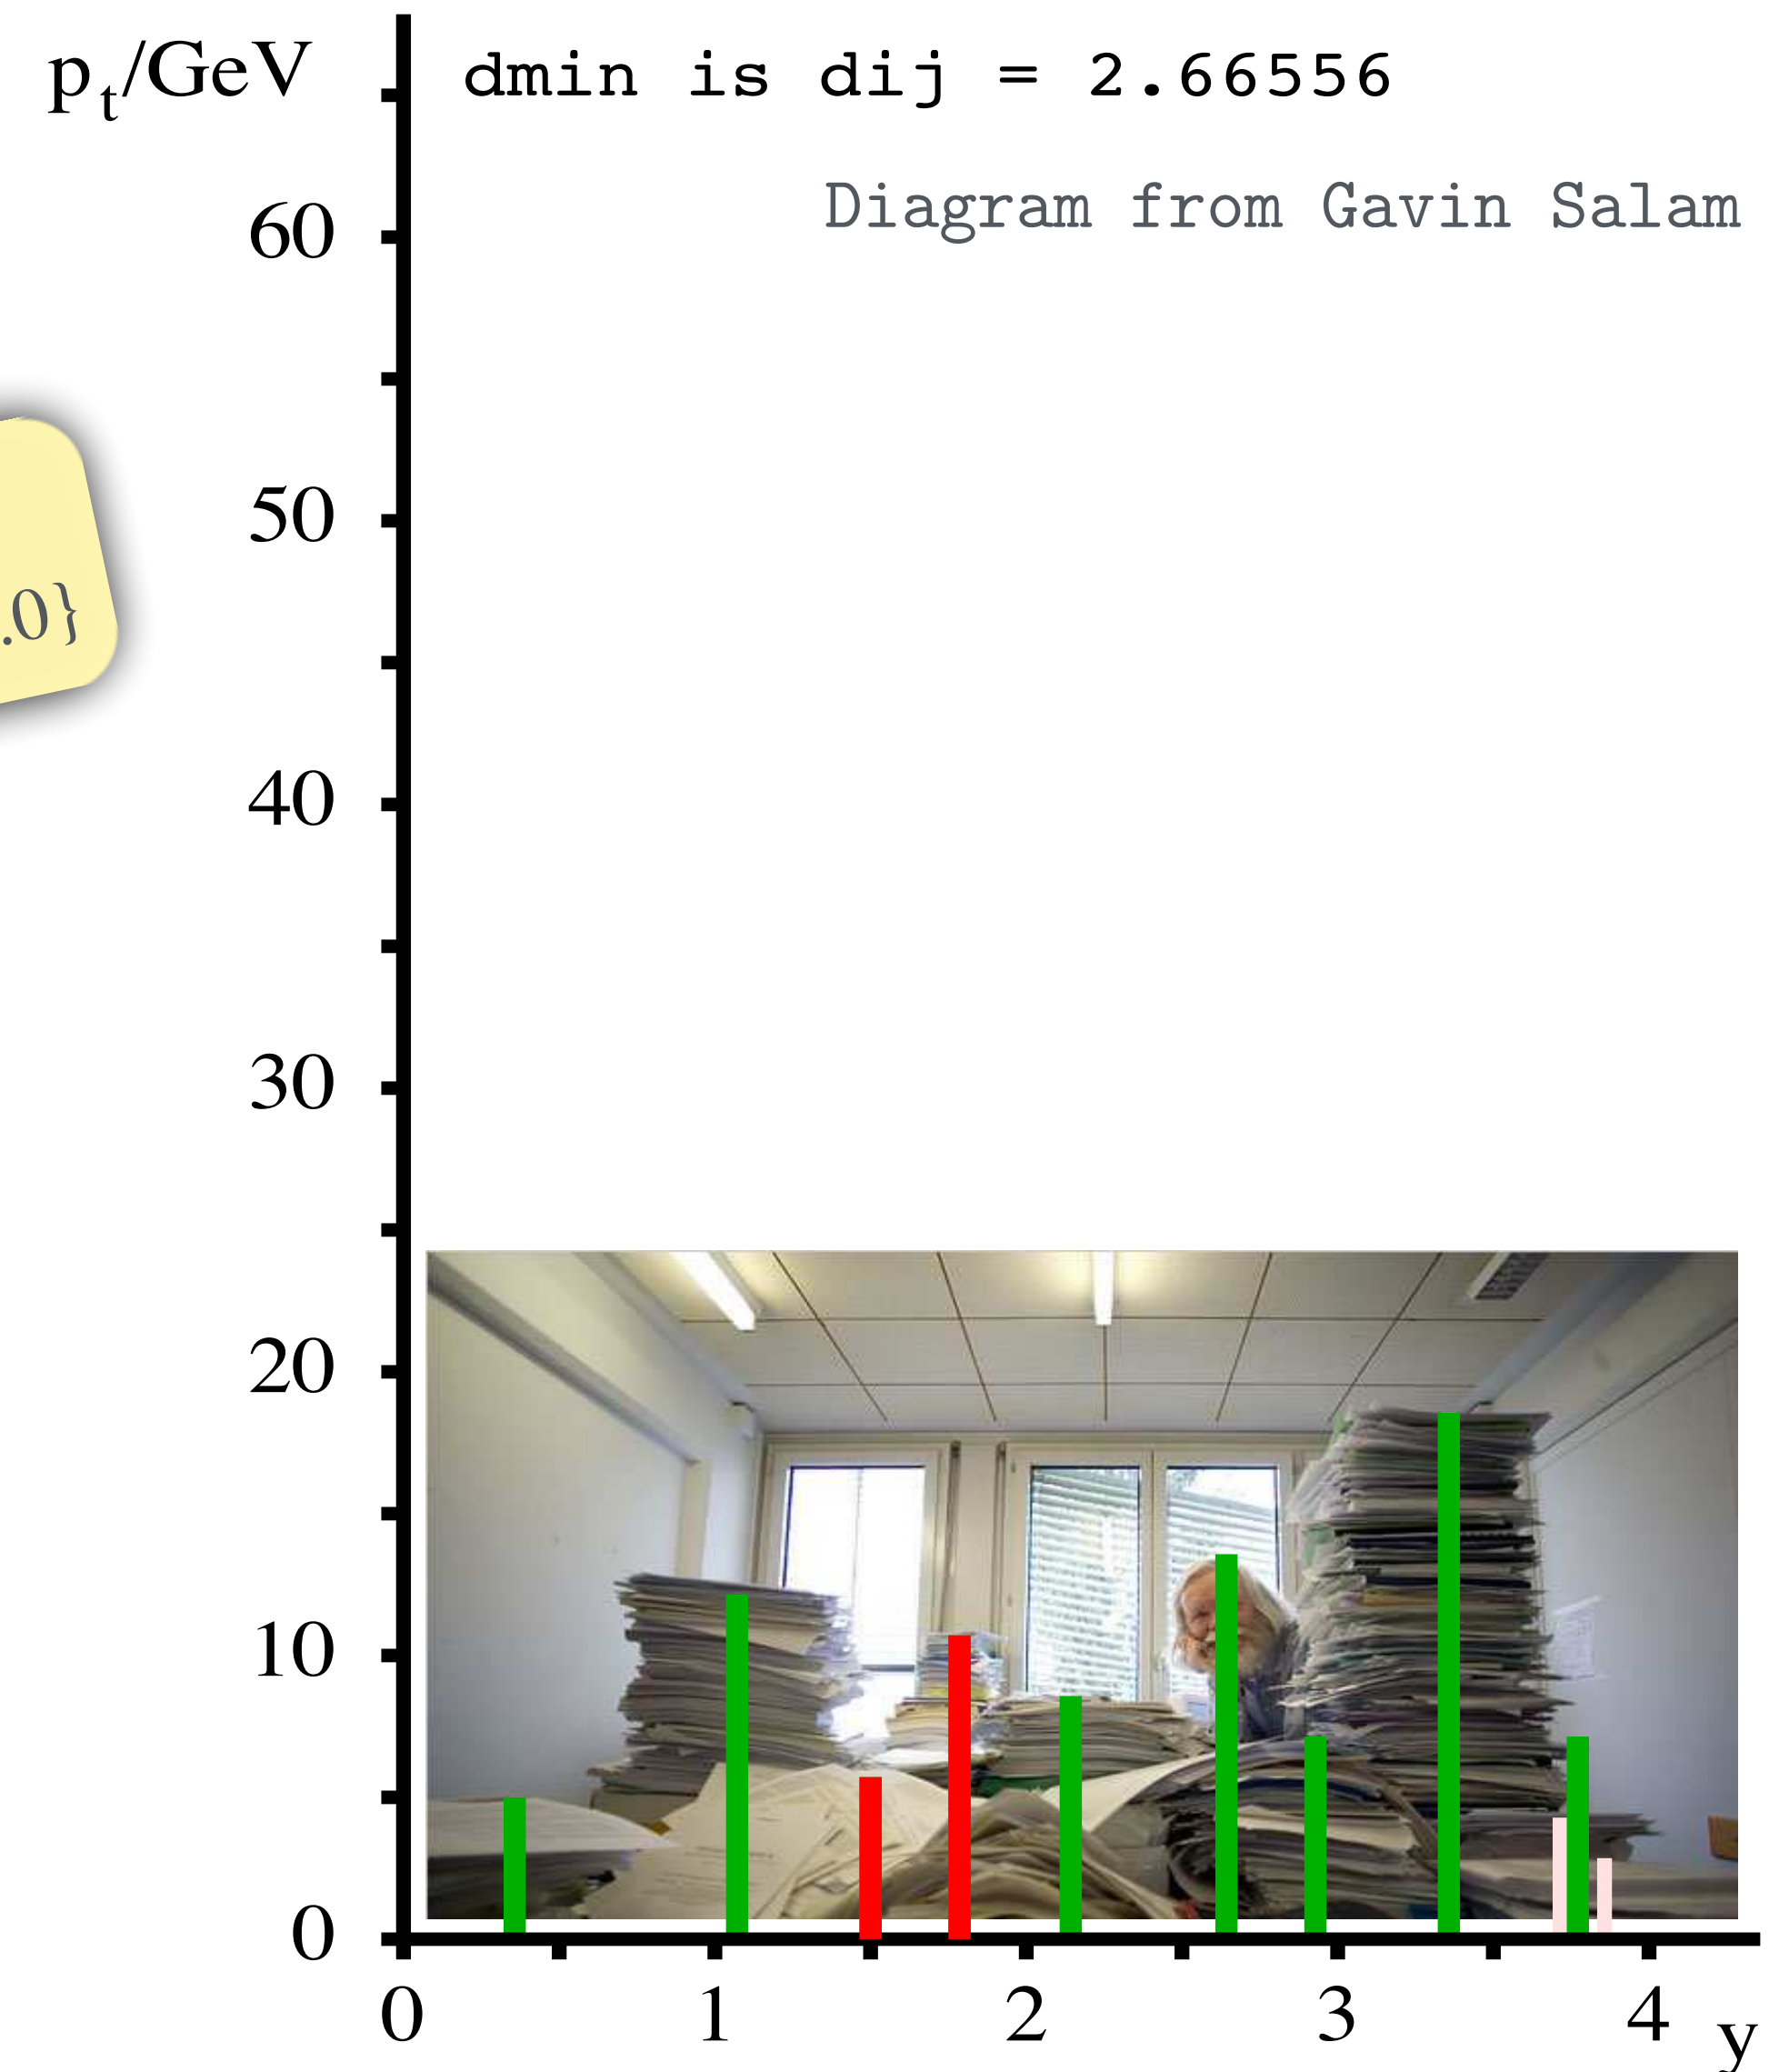 p_t/GeV
dmin is dij = 2.66556
Diagram from Gavin Salam
60
50
.0}
40
30
20
10
0
0 1 2 3 4 y